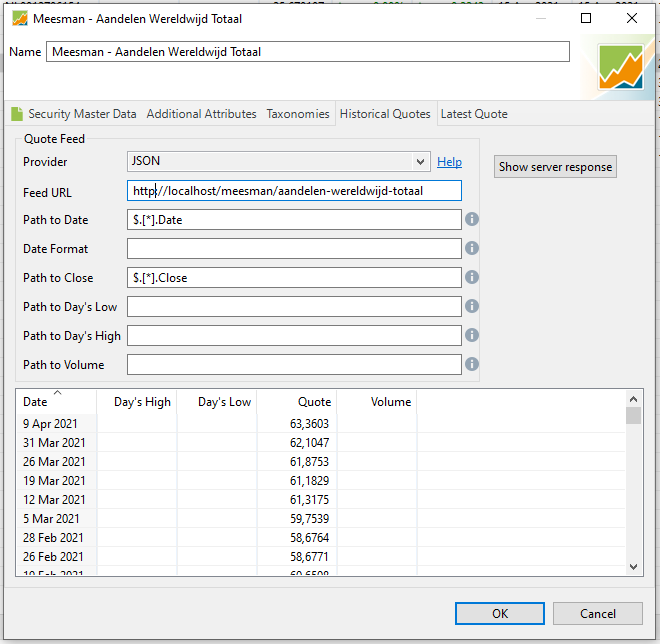 Meesman - Aandelen Wereldwijd Totaal
Name Meesman - Aandelen Wereldwijd Totaal
Security Master Data Additional Attributes Taxonomies Historical Quotes Latest Quote
Quote Feed
Provider JSON Help Show server response
Feed URL http://localhost/meesman/aandelen-wereldwijd-totaal
Path to Date $.[*].Date
Date Format
Path to Close $.[*].Close
Path to Day's Low
Path to Day's High
Path to Volume
Date Day's High Day's Low Quote Volume
9 Apr 2021 63,3603
31 Mar 2021 62,1047
26 Mar 2021 61,8753
19 Mar 2021 61,1829
12 Mar 2021 61,3175
5 Mar 2021 59,7539
28 Feb 2021 58,6764
26 Feb 2021 58,6771
OK Cancel